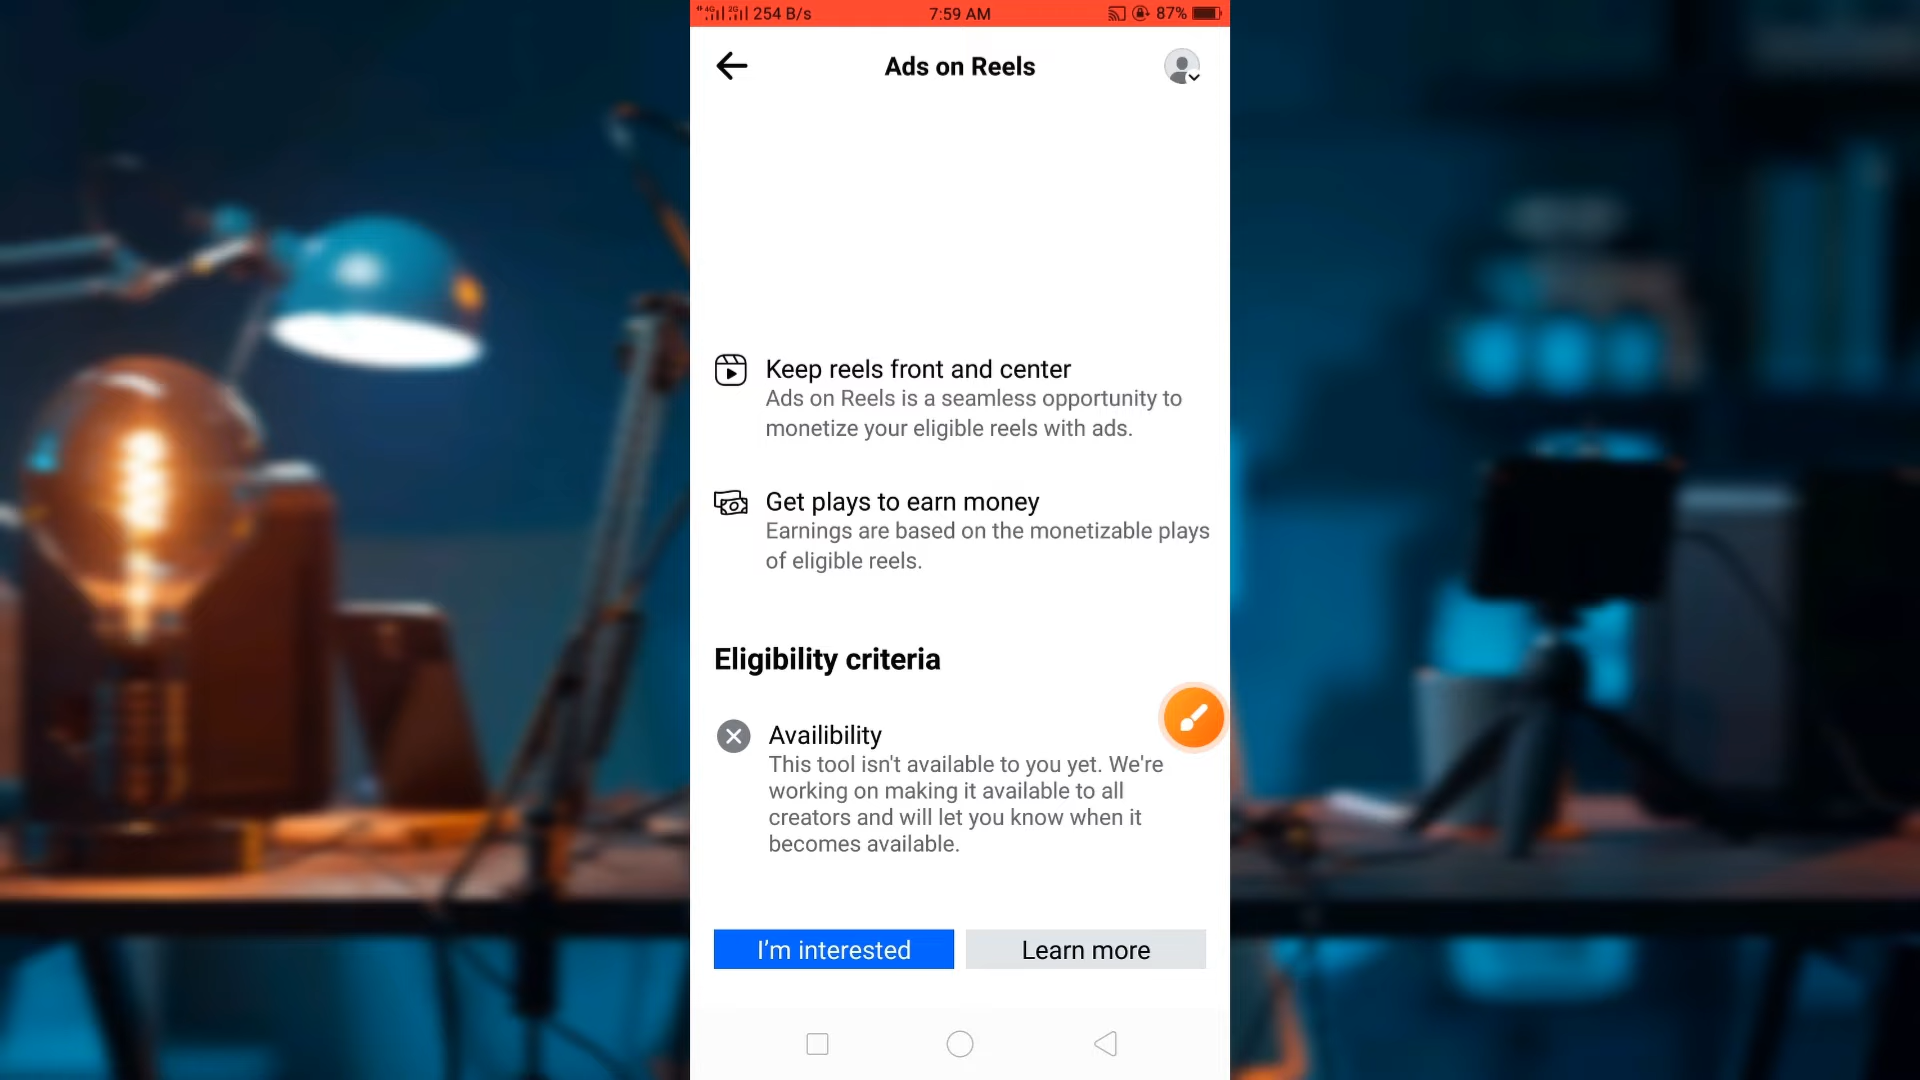 4G 2G 254 B/s 7:59 AM 87%
Ads on Reels
Keep reels front and center
Ads on Reels is a seamless opportunity to
monetize your eligible reels with ads.
Get plays to earn money
Earnings are based on the monetizable plays
of eligible reels.
Eligibility criteria
Availibility
This tool isn't available to you yet. We're
working on making it available to all
creators and will let you know when it
becomes available.
I'm interested Learn more